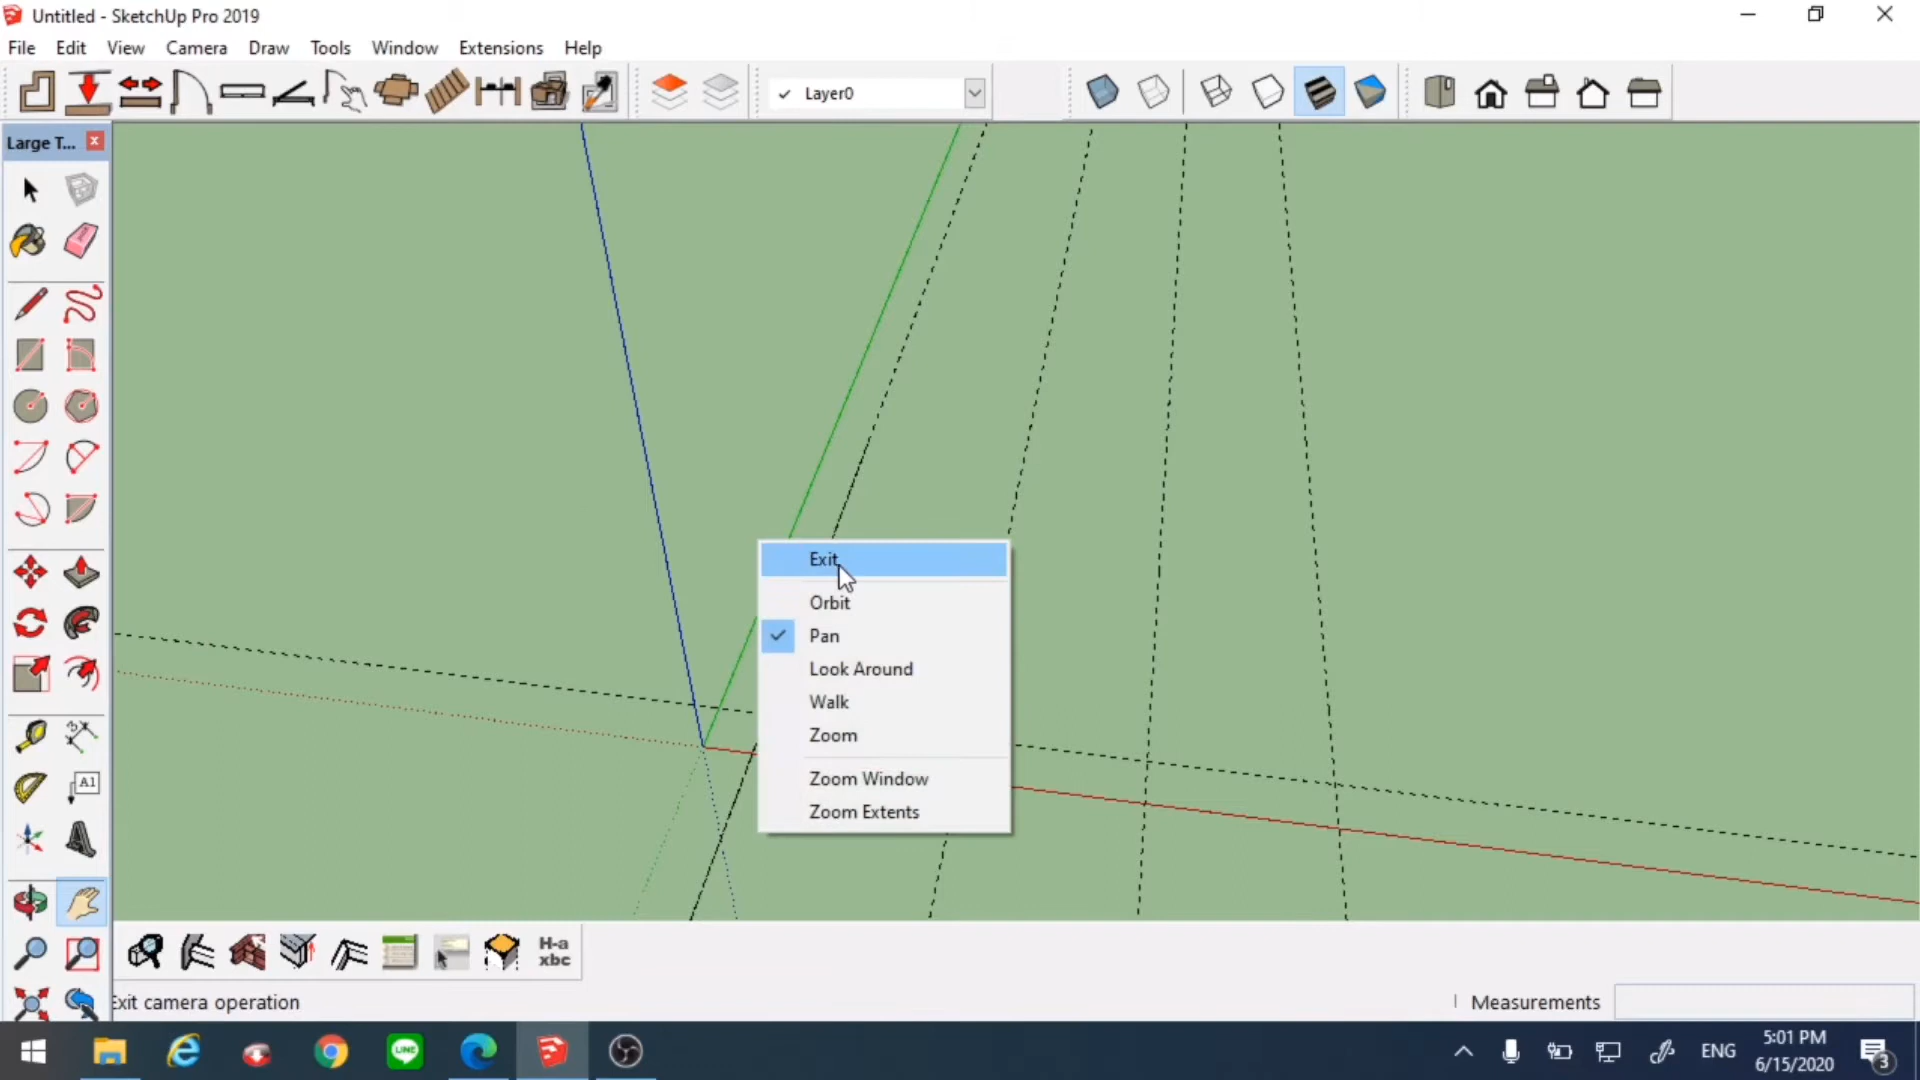 Untitled - SketchUp Pro 2019
File Edit View Camera Draw Tools Window Extensions Help
Layer0
Large T...
A1
Exit
Orbit
Pan
Look Around
Walk
Zoom
Zoom Window
Zoom Extents
H-a
xbc
Exit camera operation
Measurements
LINE
ENG
5:01 PM
6/15/2020
3